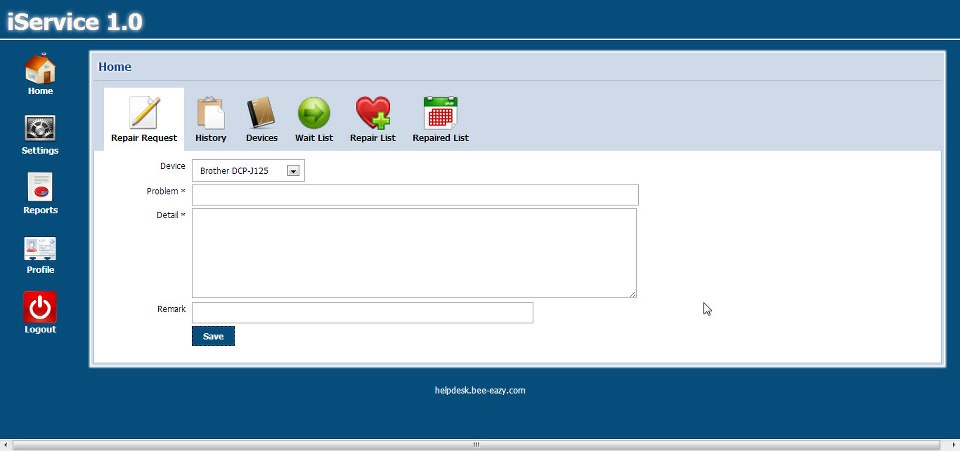 iService 1.0
Home
Settings
Reports
Profile
Logout
Home
Repair Request
History
Devices
Wait List
Repair List
Repaired List
Device
Brother DCP-J125
Problem *
Detail *
Remark
Save
helpdesk.bee-eazy.com